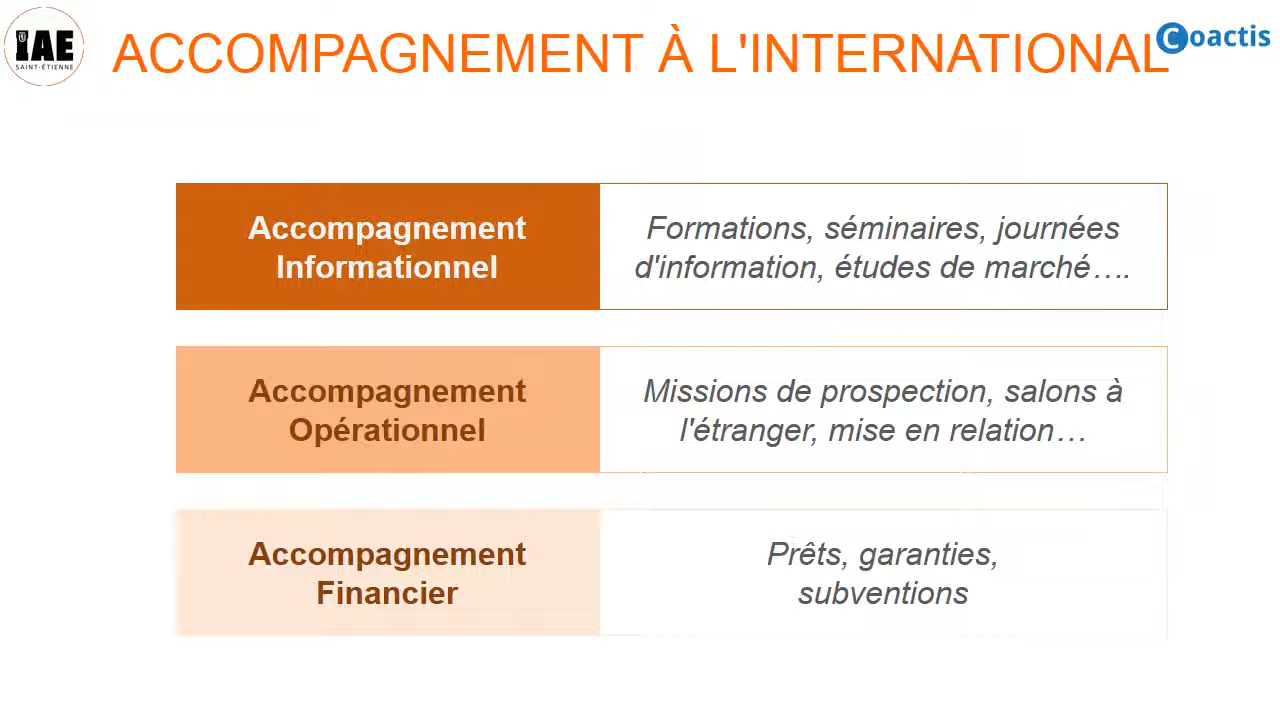 IAE
SAINT-ÉTIENNE
ACCOMPAGNEMENT À L'INTERNATIONAL
Coactis
Accompagnement
Informationnel
Formations, séminaires, journées
d'information, études de marché….
Accompagnement
Opérationnel
Missions de prospection, salons à
l'étranger, mise en relation…
Accompagnement
Financier
Prêts, garanties,
subventions